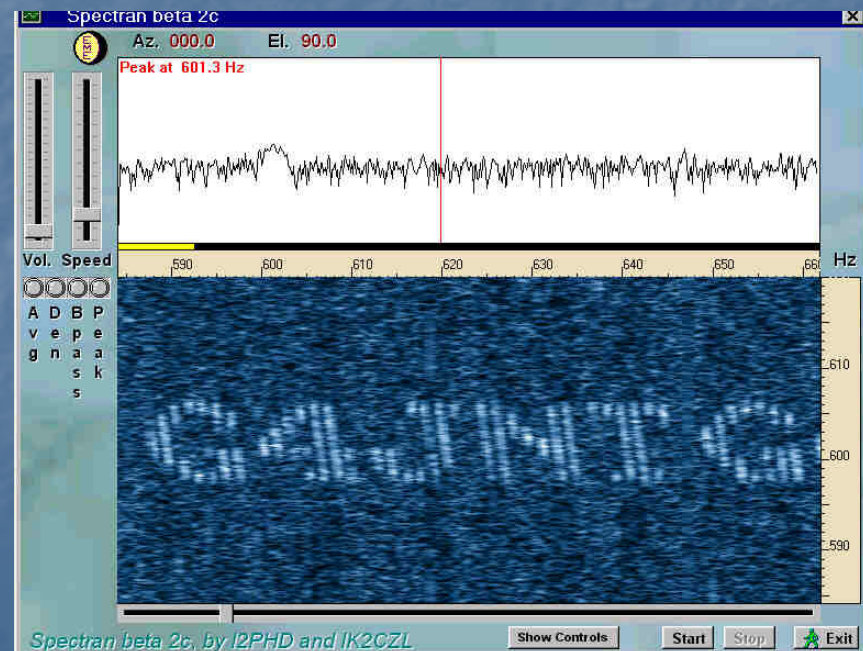 Spectran beta 2c
Az. 000.0 El. 90.0
Peak at 601.3 Hz
Vol. Speed
590 600 610 620 630 640 650 660 Hz
Avg Den Bpass Peak
610
600
590
G4JNT G
Spectran beta 2c, by I2PHD and IK2CZL
Show Controls Start Stop Exit